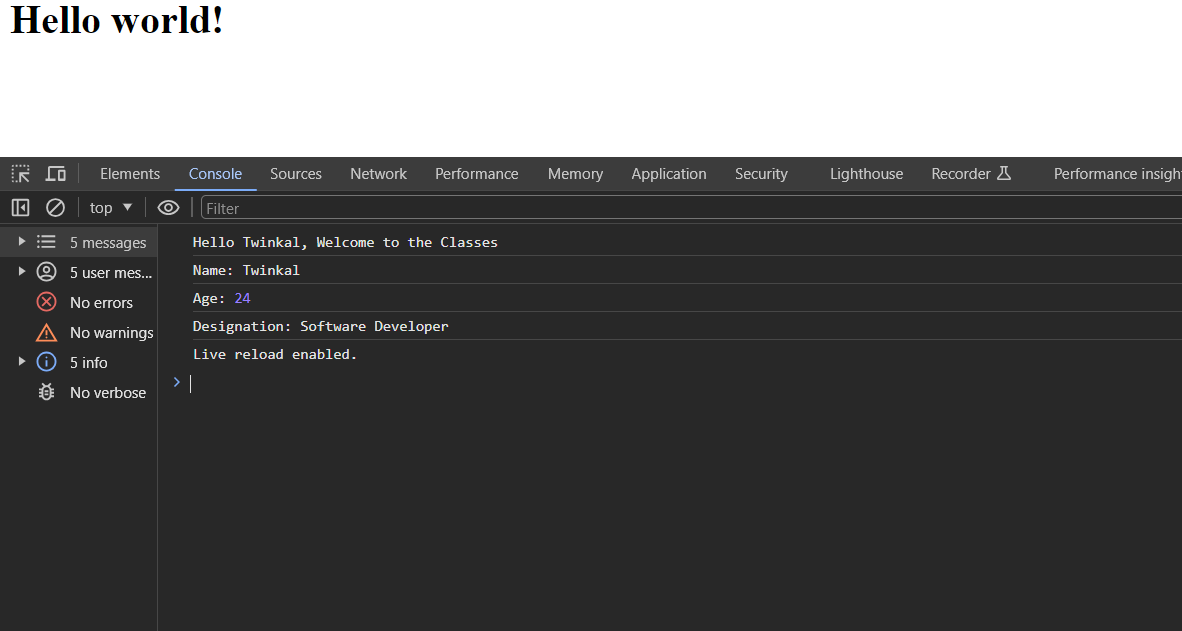 Hello world!
Elements Console Sources Network Performance Memory Application Security Lighthouse Recorder Performance insigh
top Filter
5 messages
5 user mes...
No errors
No warnings
5 info
No verbose
Hello Twinkal, Welcome to the Classes
Name: Twinkal
Age: 24
Designation: Software Developer
Live reload enabled.